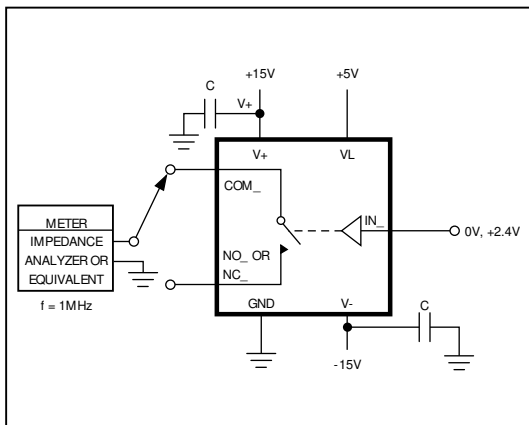 +15V
+5V
C
V+
V+
VL
COM_
IN_
0V, +2.4V
METER
IMPEDANCE
ANALYZER OR
EQUIVALENT
f = 1MHz
NO_ OR
NC_
GND
V-
C
-15V